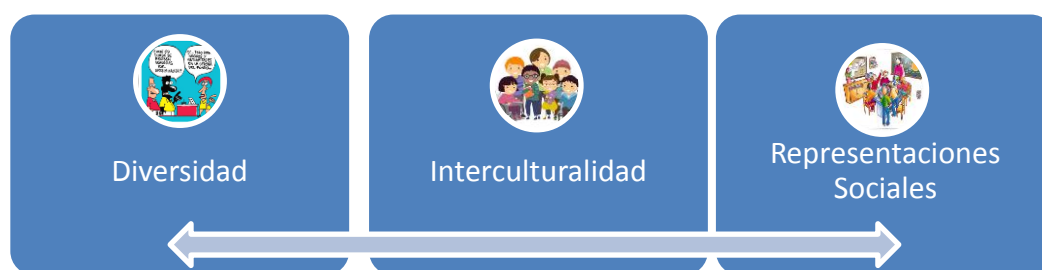 Diversidad
Interculturalidad
Representaciones
Sociales